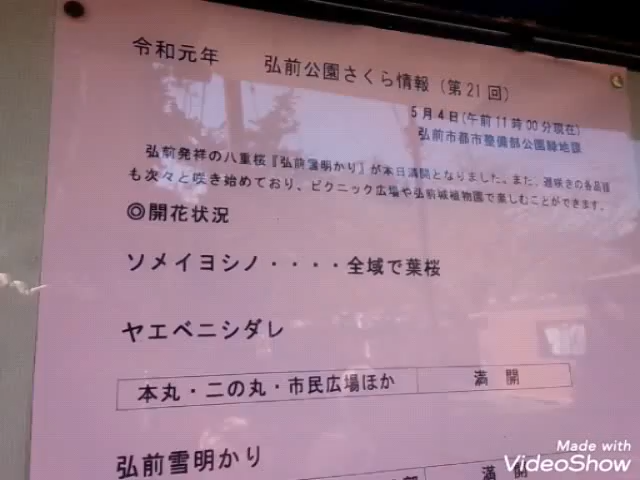 令和元年　弘前公園さくら情報（第21回）
5月4日(午前11時00分現在)
弘前市都市整備部公園緑地課
弘前発祥の八重桜『弘前雪明かり』が本日満開となりました。また、遅咲きの各品種
も次々と咲き始めており、ピクニック広場や弘前城植物園で楽しむことができます。
◎開花状況
ソメイヨシノ・・・・全域で葉桜
ヤエベニシダレ
本丸・二の丸・市民広場ほか　満　開
弘前雪明かり
満　開
Made with
VideoShow